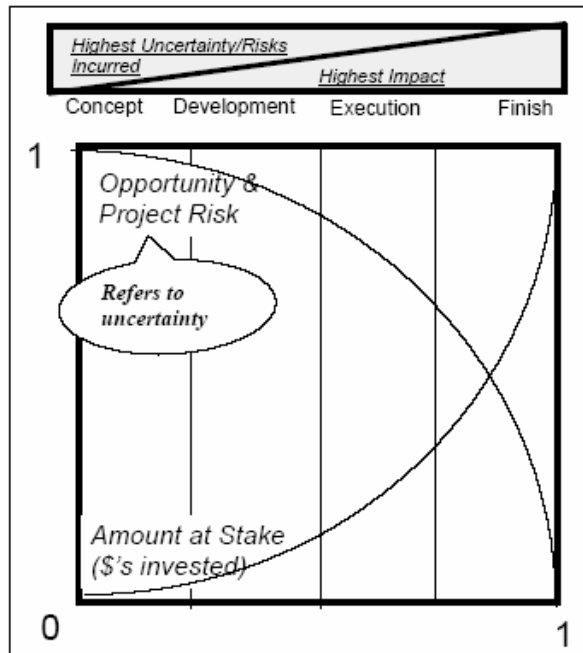 Highest Uncertainty/Risks
Incurred
Highest Impact
Concept Development Execution Finish
1
Opportunity &
Project Risk
Refers to
uncertainty
Amount at Stake
($'s invested)
0 1